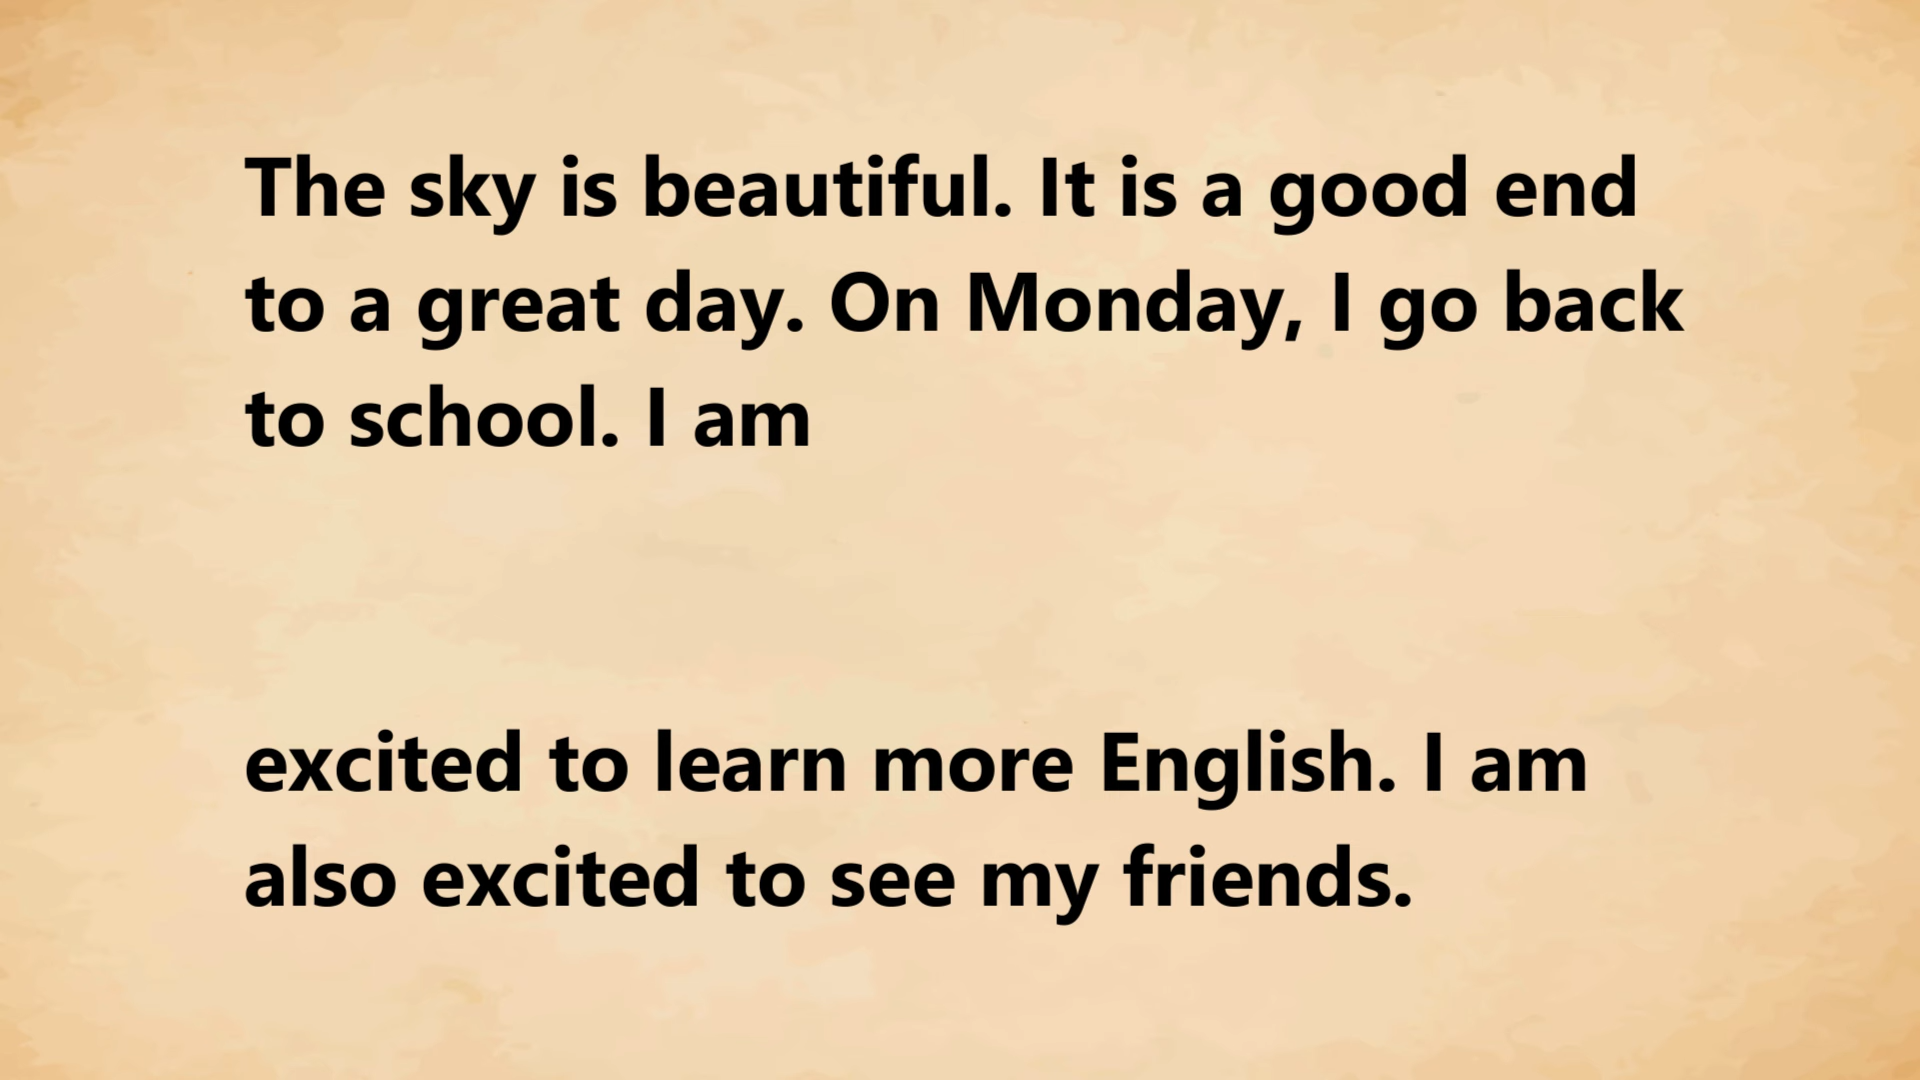 The sky is beautiful. It is a good end
to a great day. On Monday, I go back
to school. I am
excited to learn more English. I am
also excited to see my friends.